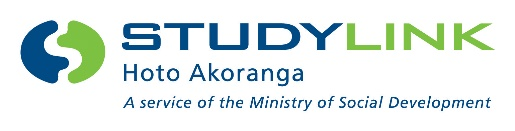 STUDYLINK
Hoto Akoranga
A service of the Ministry of Social Development